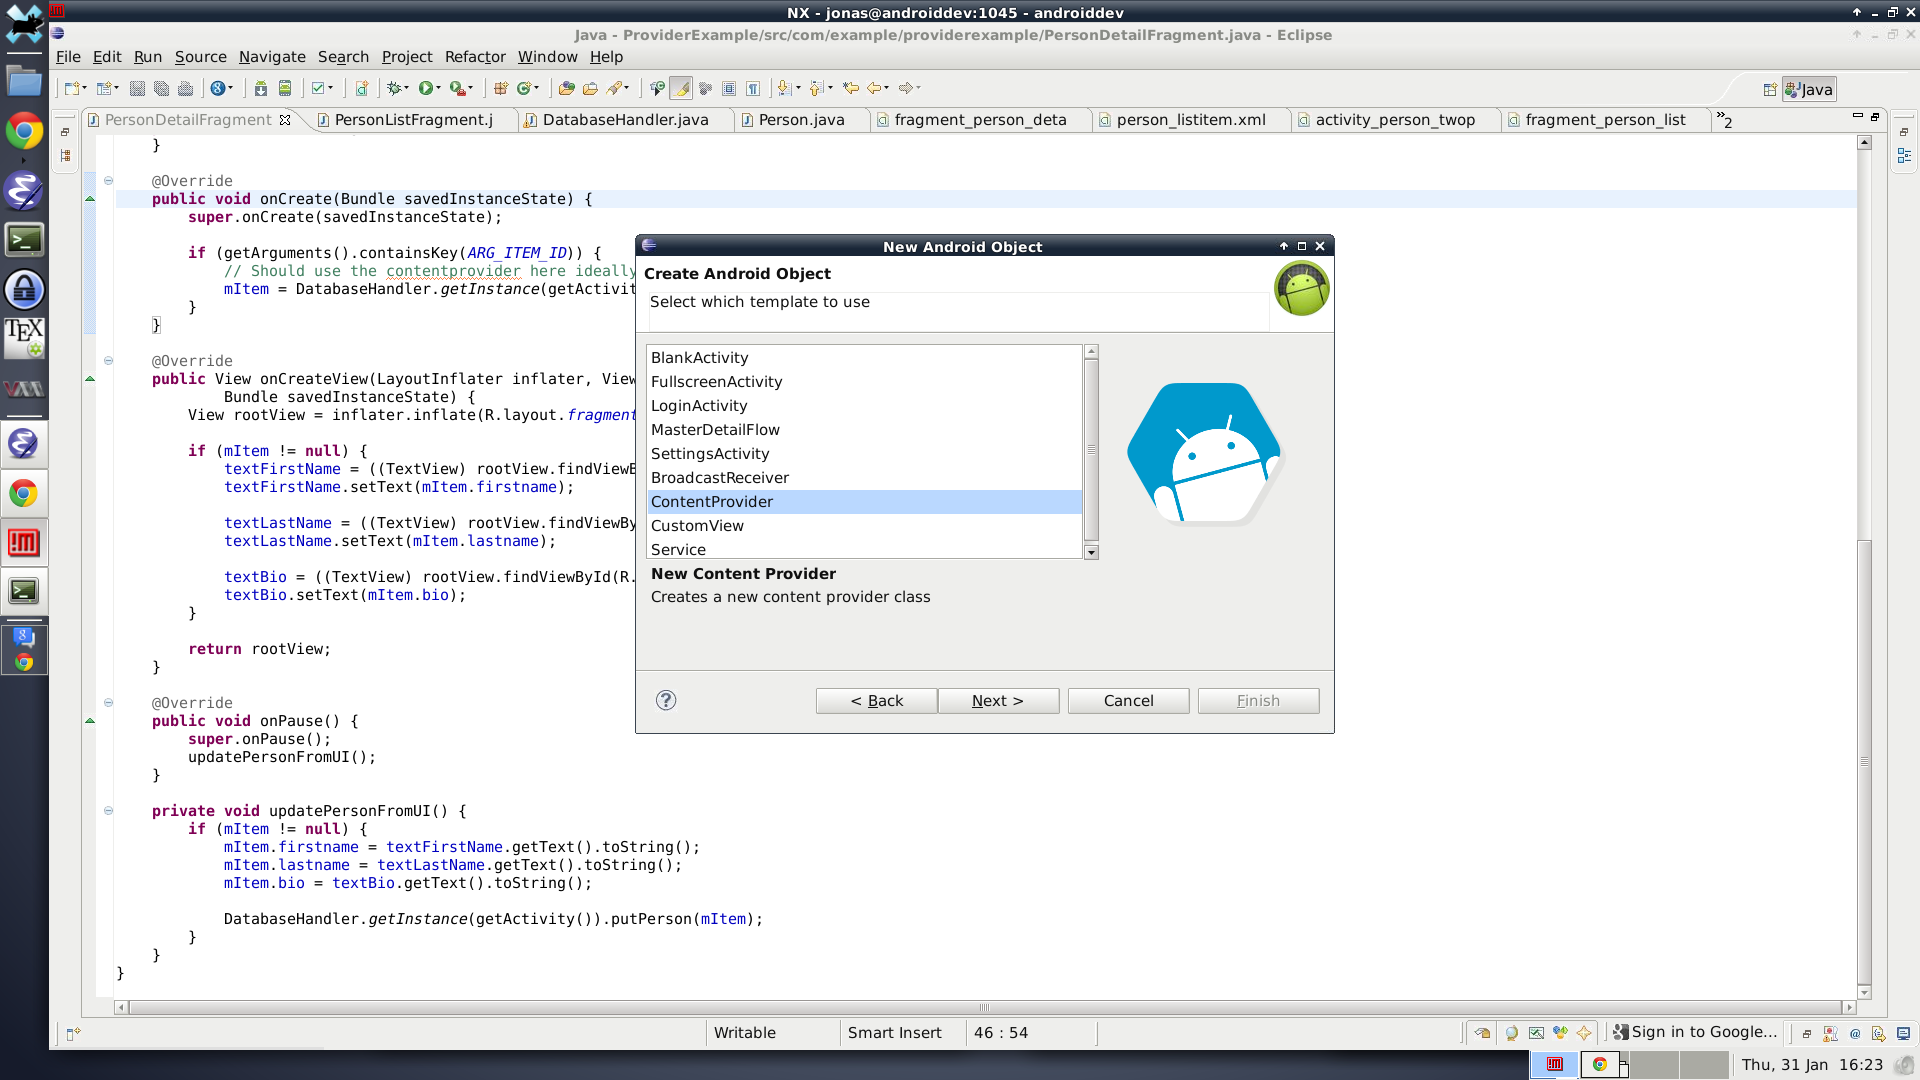 NX - jonas@androiddev:1045 - androiddev
Java - ProviderExample/src/com/example/providerexample/PersonDetailFragment.java - Eclipse
File Edit Run Source Navigate Search Project Refactor Window Help
Java
PersonDetailFragment PersonListFragment.j DatabaseHandler.java Person.java fragment_person_deta person_listitem.xml activity_person_twop fragment_person_list »2
}
@Override
public void onCreate(Bundle savedInstanceState) {
super.onCreate(savedInstanceState);
if (getArguments().containsKey(ARG_ITEM_ID)) {
// Should use the contentprovider here ideally
mItem = DatabaseHandler.getInstance(getActivit
}
}
@Override
public View onCreateView(LayoutInflater inflater, View
Bundle savedInstanceState) {
View rootView = inflater.inflate(R.layout.fragment
if (mItem != null) {
textFirstName = ((TextView) rootView.findViewB
textFirstName.setText(mItem.firstname);
textLastName = ((TextView) rootView.findViewBy
textLastName.setText(mItem.lastname);
textBio = ((TextView) rootView.findViewById(R.
textBio.setText(mItem.bio);
}
return rootView;
}
@Override
public void onPause() {
super.onPause();
updatePersonFromUI();
}
private void updatePersonFromUI() {
if (mItem != null) {
mItem.firstname = textFirstName.getText().toString();
mItem.lastname = textLastName.getText().toString();
mItem.bio = textBio.getText().toString();
DatabaseHandler.getInstance(getActivity()).putPerson(mItem);
}
}
}
New Android Object
Create Android Object
Select which template to use
BlankActivity
FullscreenActivity
LoginActivity
MasterDetailFlow
SettingsActivity
BroadcastReceiver
ContentProvider
CustomView
Service
New Content Provider
Creates a new content provider class
< Back Next > Cancel Finish
TEX
Writable Smart Insert 46 : 54 Sign in to Google...
Thu, 31 Jan 16:23